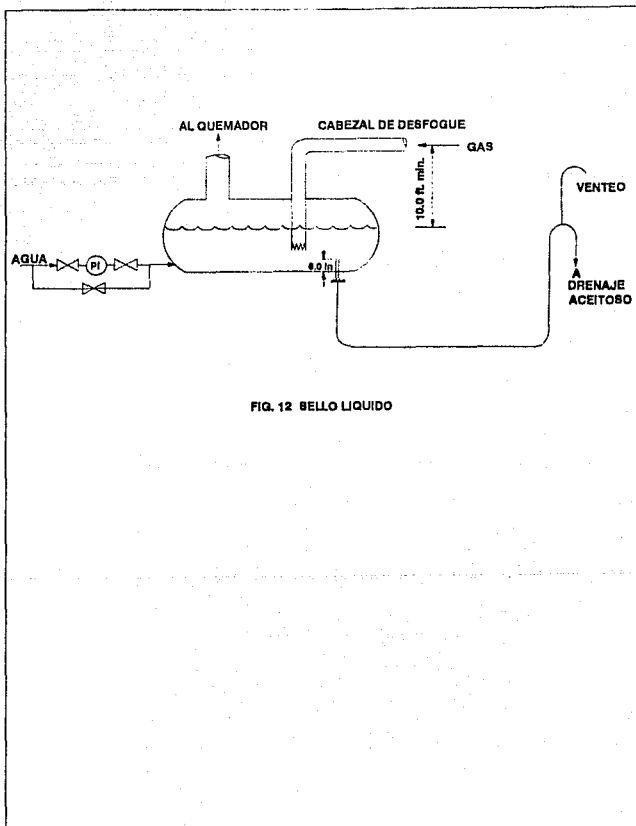 AL QUEMADOR
CABEZAL DE DESFOGUE
GAS
10.0 ft. min.
VENTEO
AGUA
PI
6.0 in
A
DRENAJE
ACEITOSO
FIG. 12 SELLO LIQUIDO